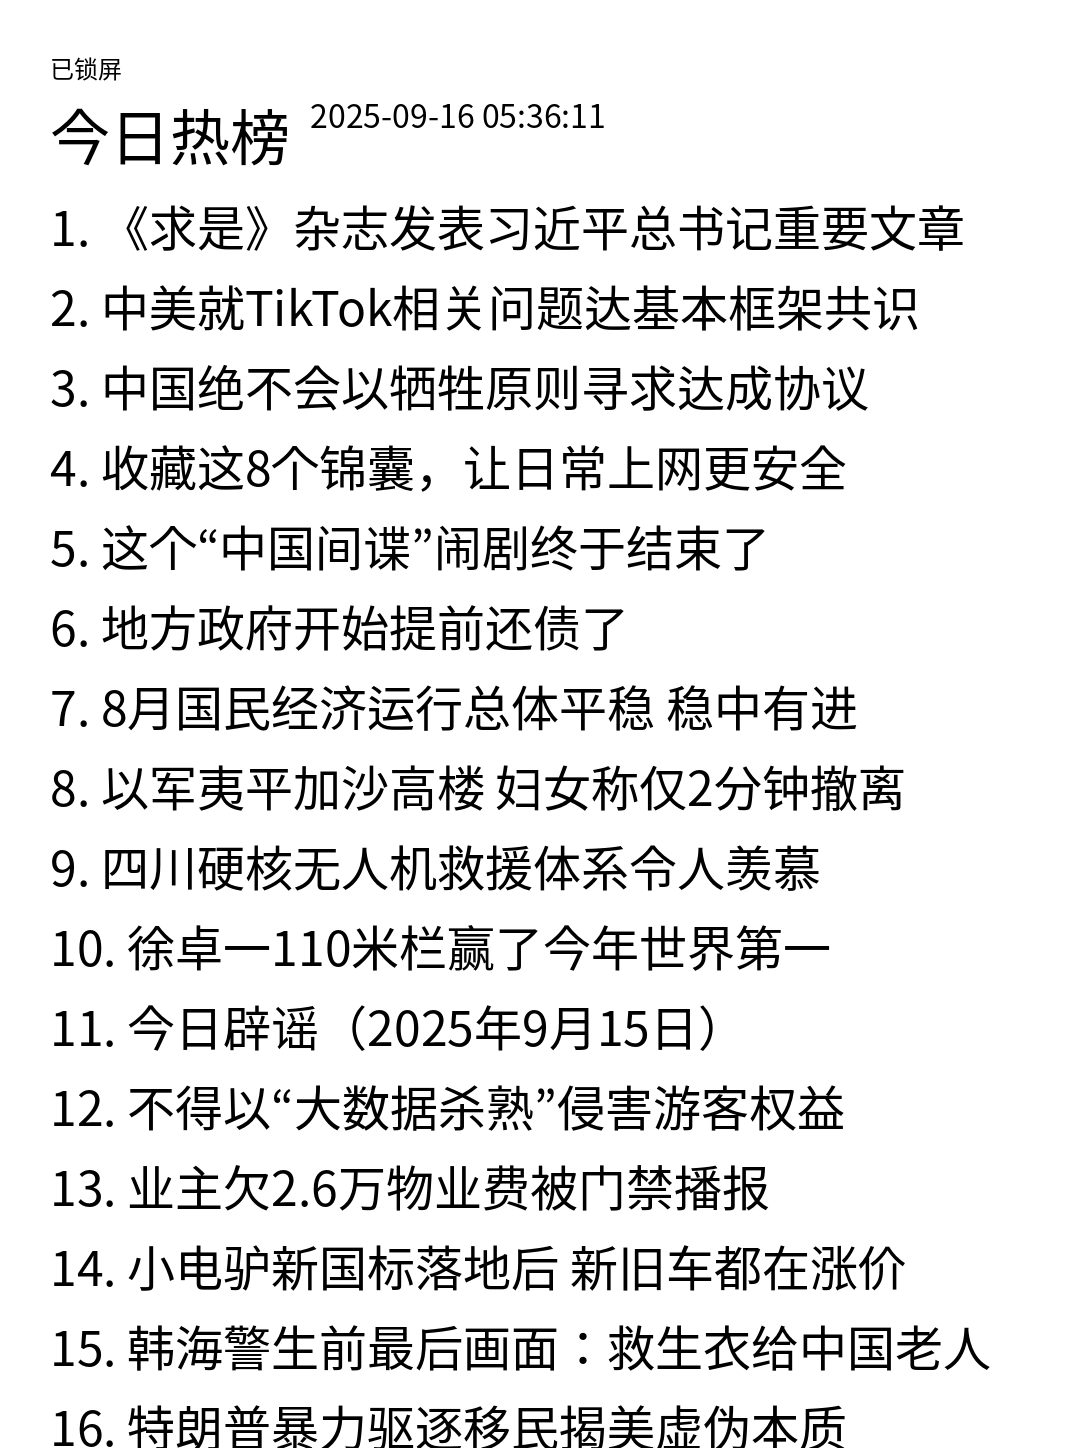 已锁屏
今日热榜 2025-09-16 05:36:11
1. 《求是》杂志发表习近平总书记重要文章
2. 中美就TikTok相关问题达基本框架共识
3. 中国绝不会以牺牲原则寻求达成协议
4. 收藏这8个锦囊，让日常上网更安全
5. 这个“中国间谍”闹剧终于结束了
6. 地方政府开始提前还债了
7. 8月国民经济运行总体平稳 稳中有进
8. 以军夷平加沙高楼 妇女称仅2分钟撤离
9. 四川硬核无人机救援体系令人羡慕
10. 徐卓一110米栏赢了今年世界第一
11. 今日辟谣（2025年9月15日）
12. 不得以“大数据杀熟”侵害游客权益
13. 业主欠2.6万物业费被门禁播报
14. 小电驴新国标落地后 新旧车都在涨价
15. 韩海警生前最后画面：救生衣给中国老人
16. 特朗普暴力驱逐移民揭美虚伪本质